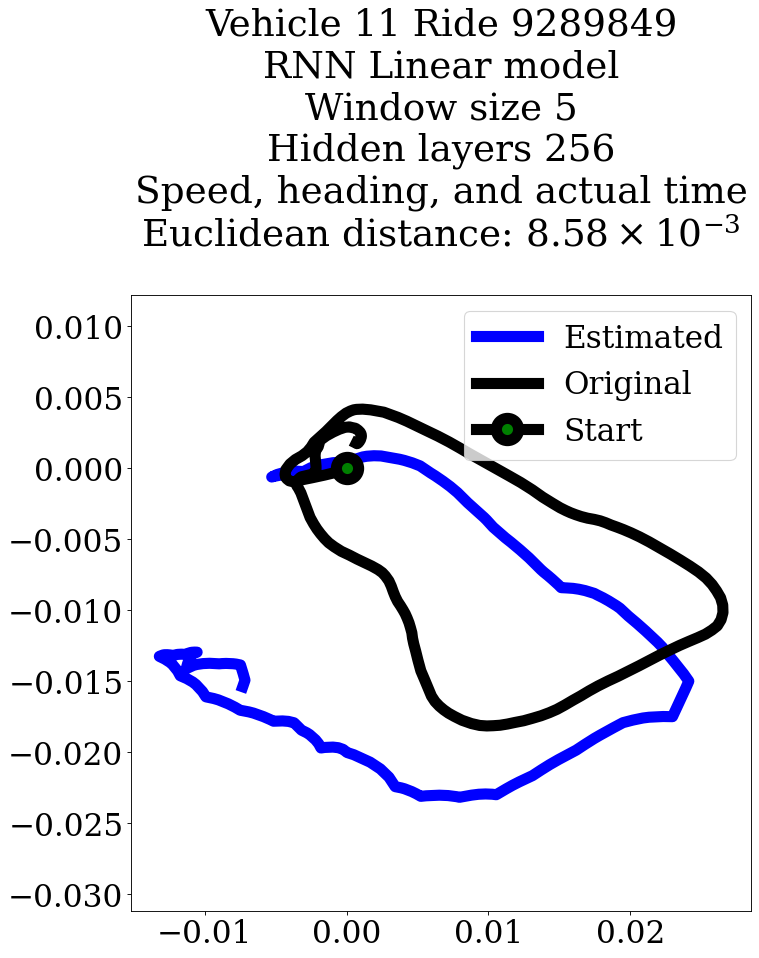 Vehicle 11 Ride 9289849
RNN Linear model
Window size 5
Hidden layers 256
Speed, heading, and actual time
Euclidean distance: 8.58 × 10⁻³
Estimated
Original
Start
0.010
0.005
0.000
−0.005
−0.010
−0.015
−0.020
−0.025
−0.030
−0.01 0.00 0.01 0.02